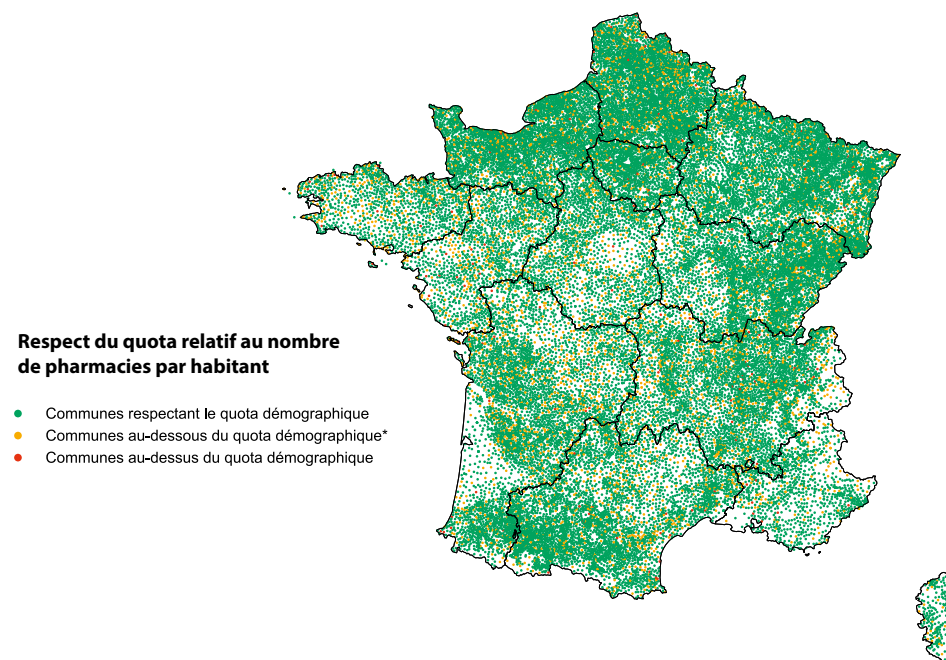 Respect du quota relatif au nombre
de pharmacies par habitant
Communes respectant le quota démographique
Communes au-dessous du quota démographique*
Communes au-dessus du quota démographique